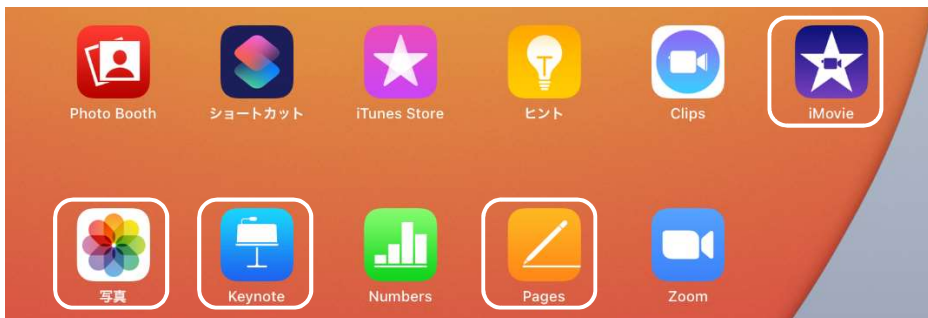 Photo Booth
ショートカット
iTunes Store
ヒント
Clips
iMovie
写真
Keynote
Numbers
Pages
Zoom